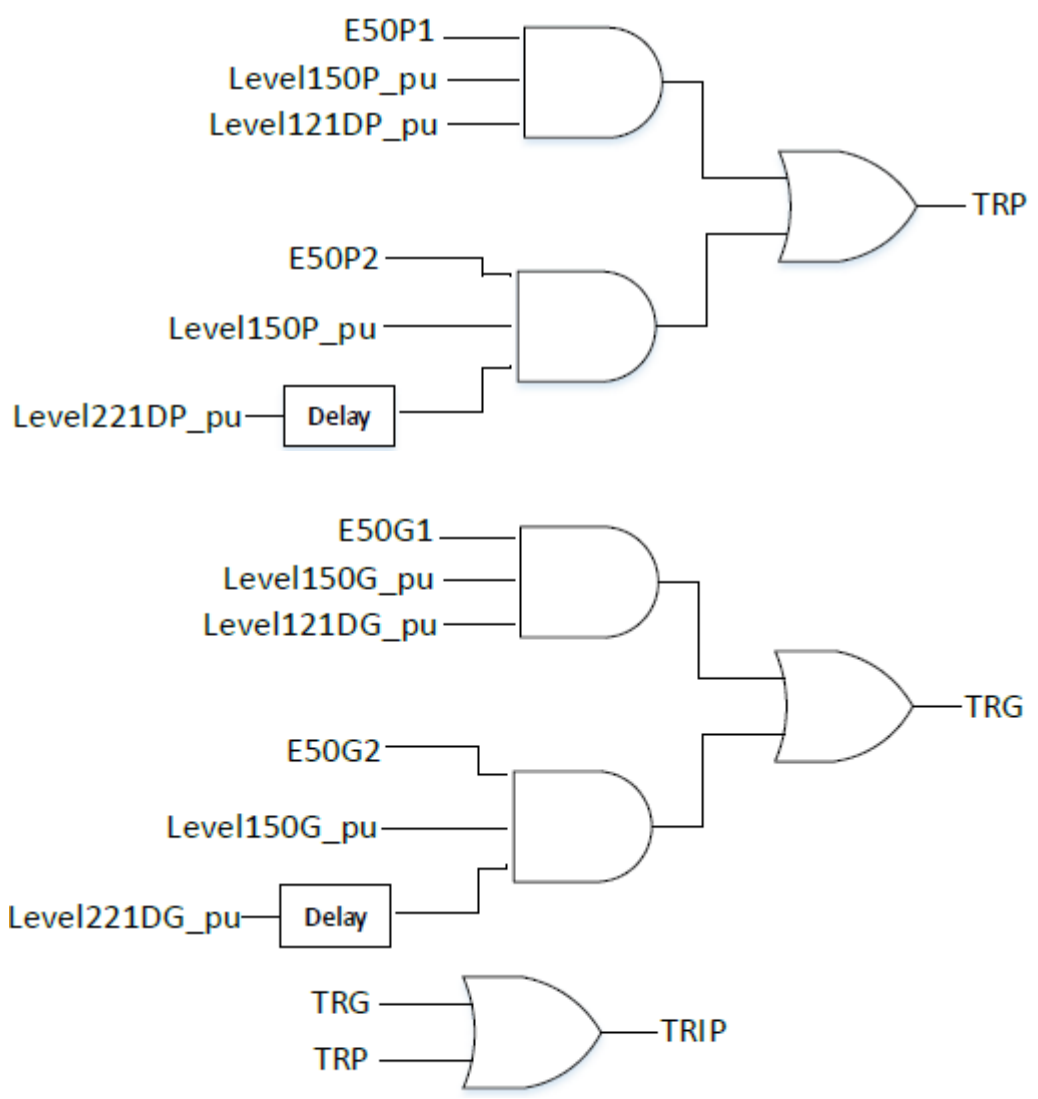 E50P1
Level150P_pu
Level121DP_pu
TRP
E50P2
Level150P_pu
Level221DP_pu
Delay
E50G1
Level150G_pu
Level121DG_pu
TRG
E50G2
Level150G_pu
Level221DG_pu
Delay
TRG
TRP
TRIP